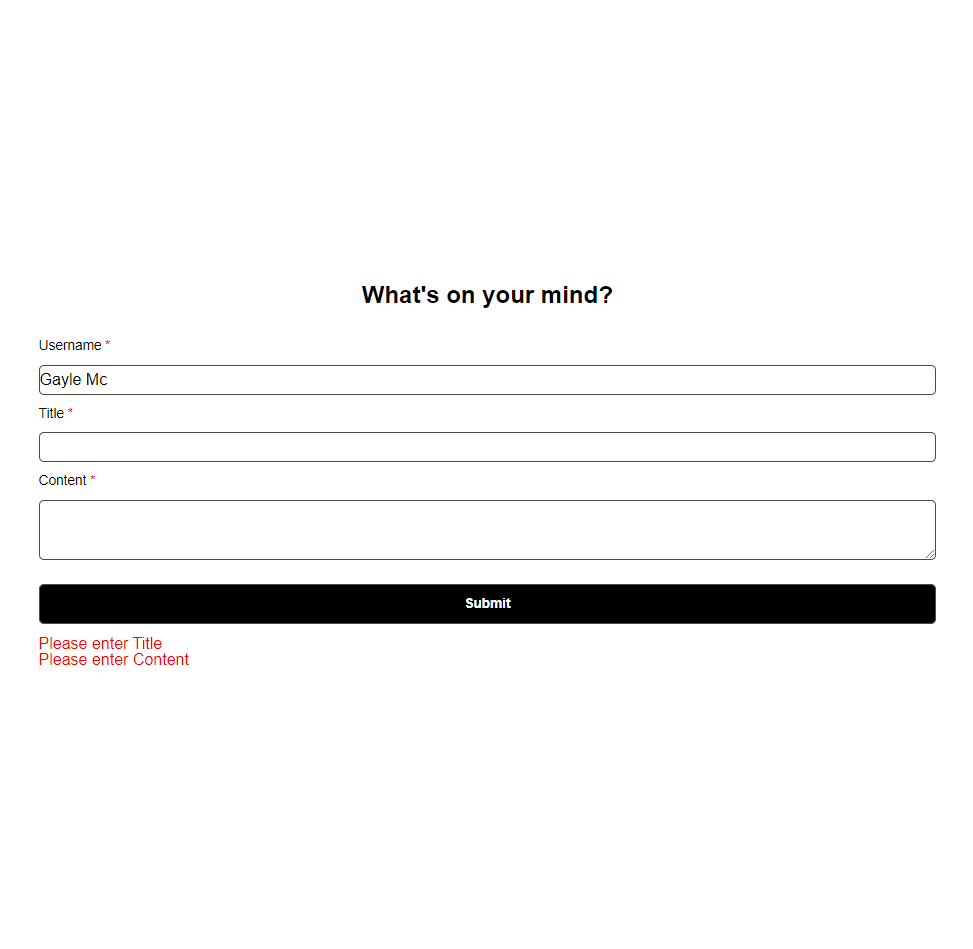 What's on your mind?
Username *
Gayle Mc
Title *
Content *
Submit
Please enter Title
Please enter Content